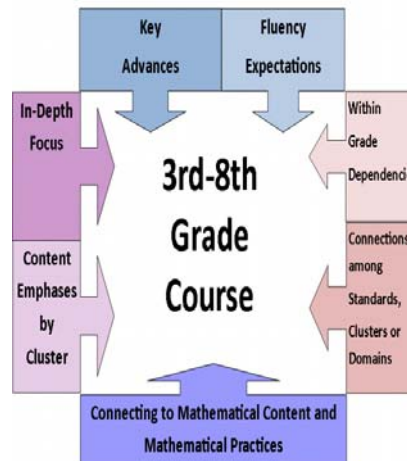 Key
Advances
Fluency
Expectations
In-Depth
Focus
Within
Grade
Dependenci
3rd-8th
Grade
Course
Content
Emphases
by
Cluster
Connections
among
Standards,
Clusters or
Domains
Connecting to Mathematical Content and
Mathematical Practices